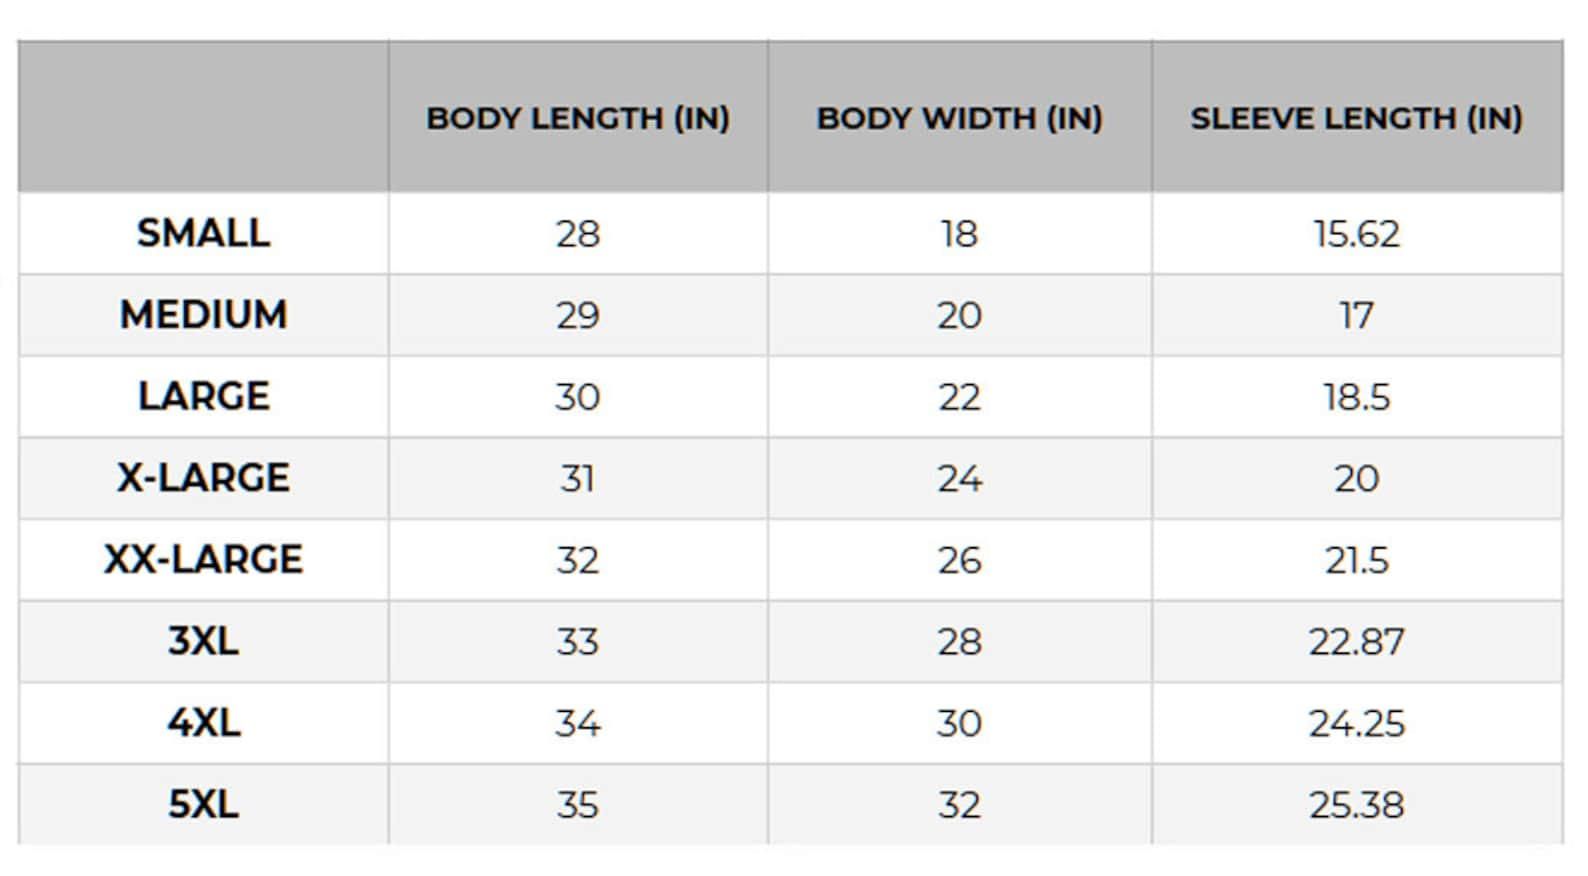 BODY LENGTH (IN) BODY WIDTH (IN) SLEEVE LENGTH (IN)
SMALL 28 18 15.62
MEDIUM 29 20 17
LARGE 30 22 18.5
X-LARGE 31 24 20
XX-LARGE 32 26 21.5
3XL 33 28 22.87
4XL 34 30 24.25
5XL 35 32 25.38